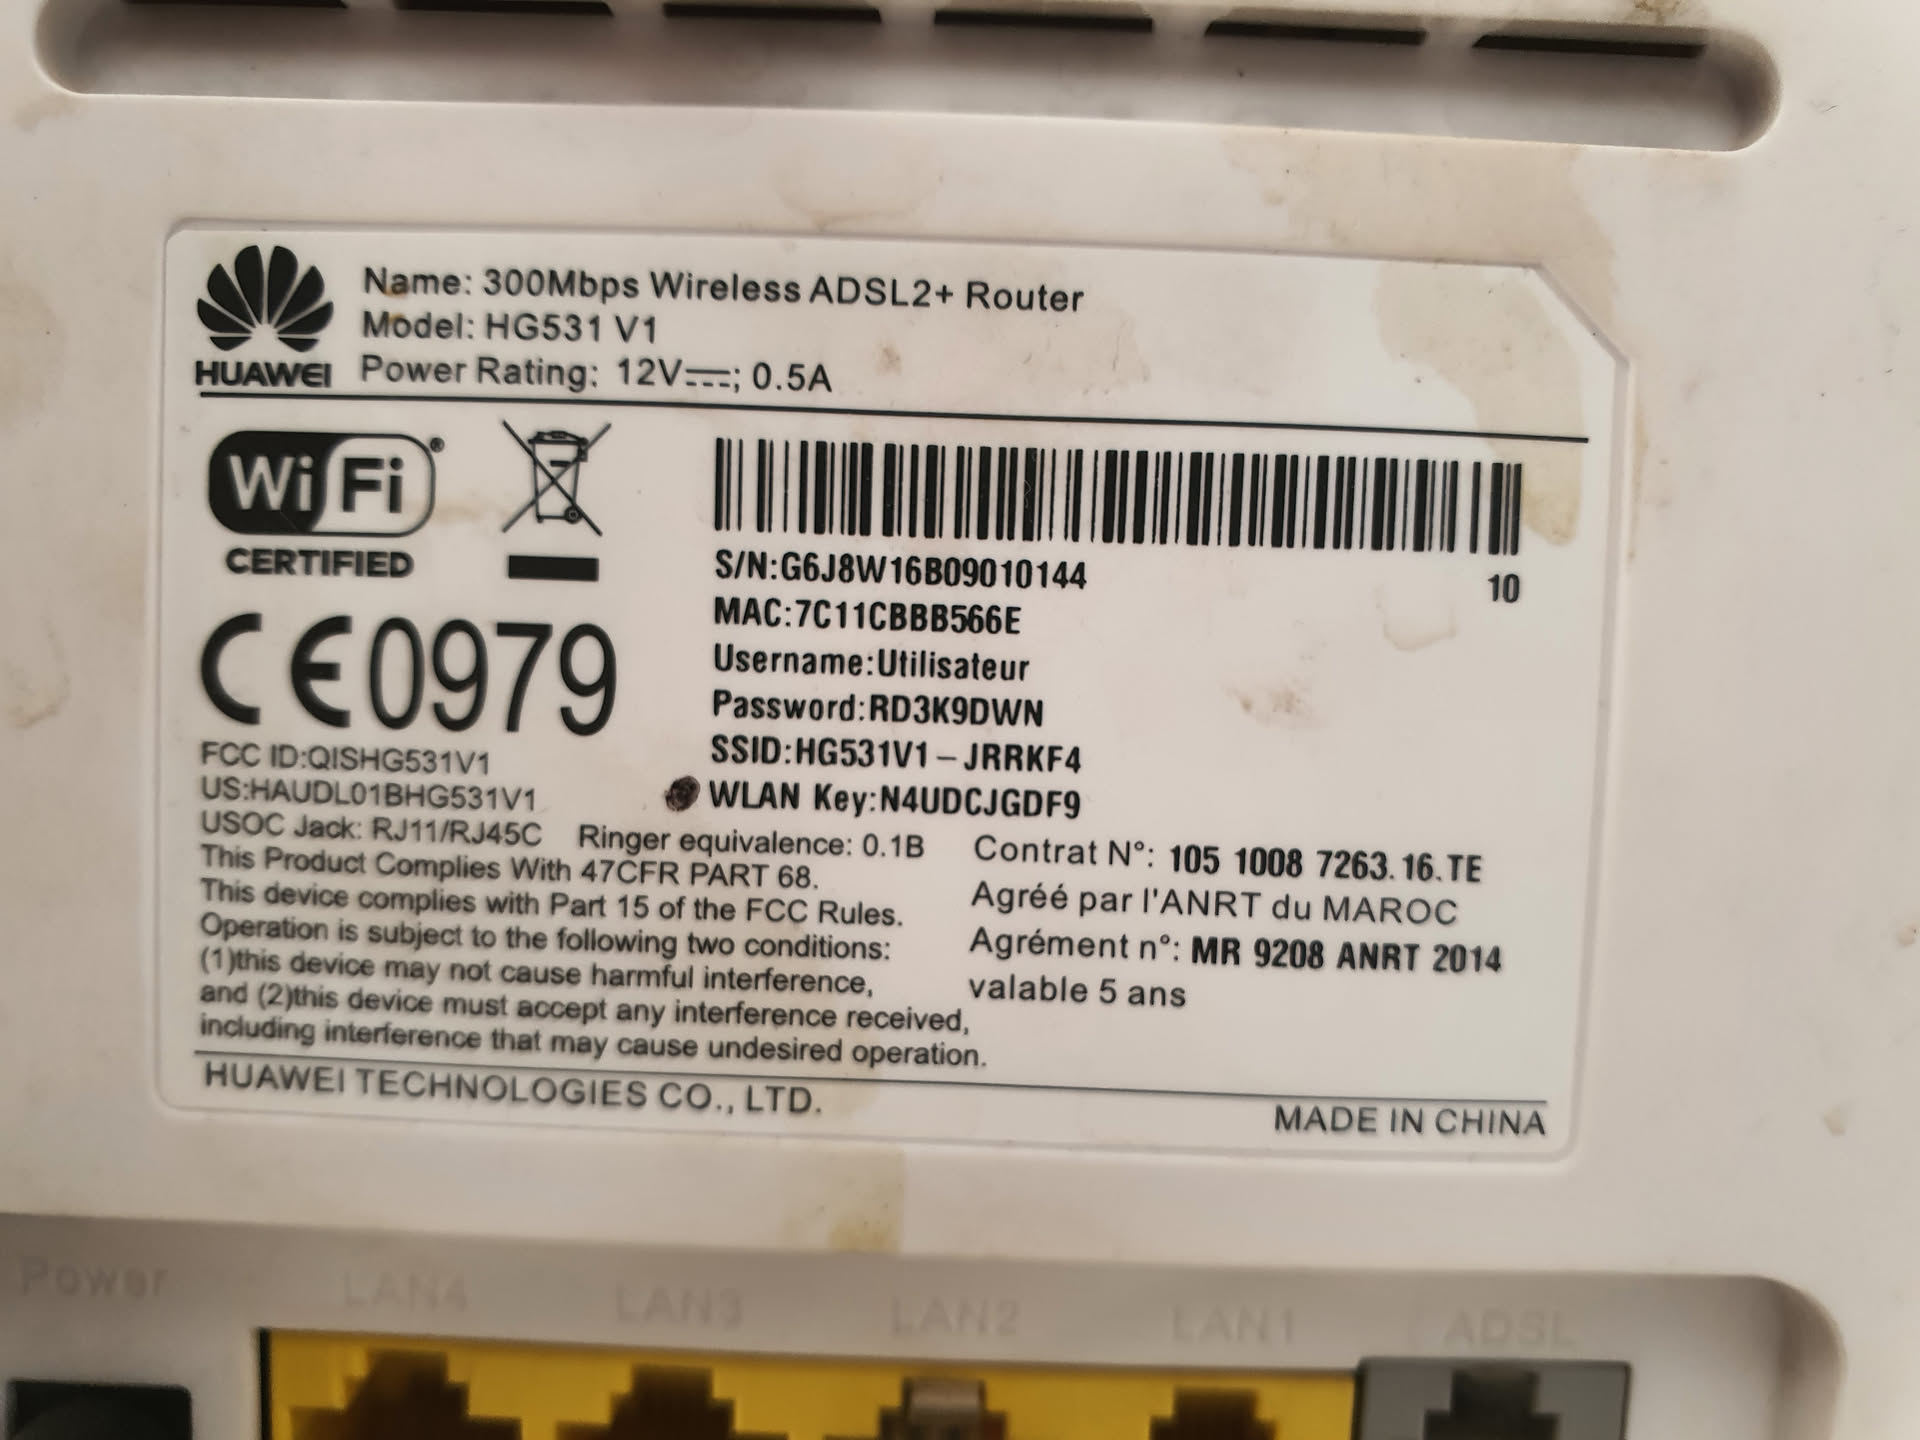 Name: 300Mbps Wireless ADSL2+ Router
Model: HG531 V1
Power Rating: 12V⎓; 0.5A
HUAWEI
WiFi®
CERTIFIED
CE0979
S/N:G6J8W16B09010144
10
MAC:7C11CBBB566E
Username:Utilisateur
Password:RD3K9DWN
SSID:HG531V1-JRRKF4
WLAN Key:N4UDCJGDF9
FCC ID:QISHG531V1
US:HAUDL01BHG531V1
USOC Jack: RJ11/RJ45C Ringer equivalence: 0.1B
This Product Complies With 47CFR PART 68.
This device complies with Part 15 of the FCC Rules.
Operation is subject to the following two conditions:
(1)this device may not cause harmful interference,
and (2)this device must accept any interference received,
including interference that may cause undesired operation.
Contrat N°: 105 1008 7263.16.TE
Agréé par l'ANRT du MAROC
Agrément n°: MR 9208 ANRT 2014
valable 5 ans
HUAWEI TECHNOLOGIES CO., LTD.
MADE IN CHINA
Power LAN4 LAN3 LAN2 LAN1 ADSL